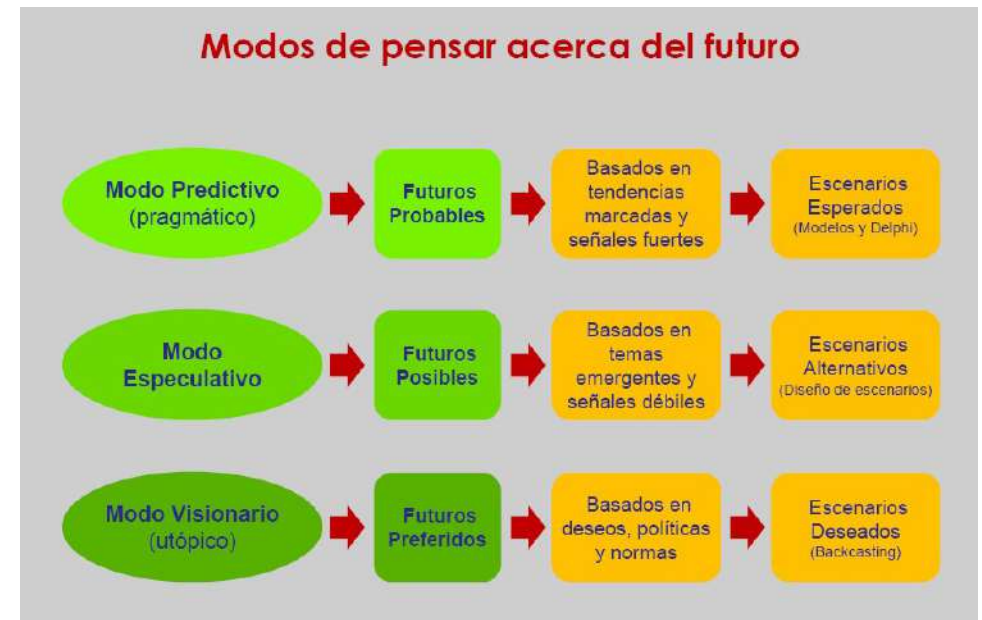 Modos de pensar acerca del futuro
Modo Predictivo
(pragmático)
Futuros
Probables
Basados en
tendencias
marcadas y
señales fuertes
Escenarios
Esperados
(Modelos y Delphi)
Modo
Especulativo
Futuros
Posibles
Basados en
temas
emergentes y
señales débiles
Escenarios
Alternativos
(Diseño de escenarios)
Modo Visionario
(utópico)
Futuros
Preferidos
Basados en
deseos, políticas
y normas
Escenarios
Deseados
(Backcasting)